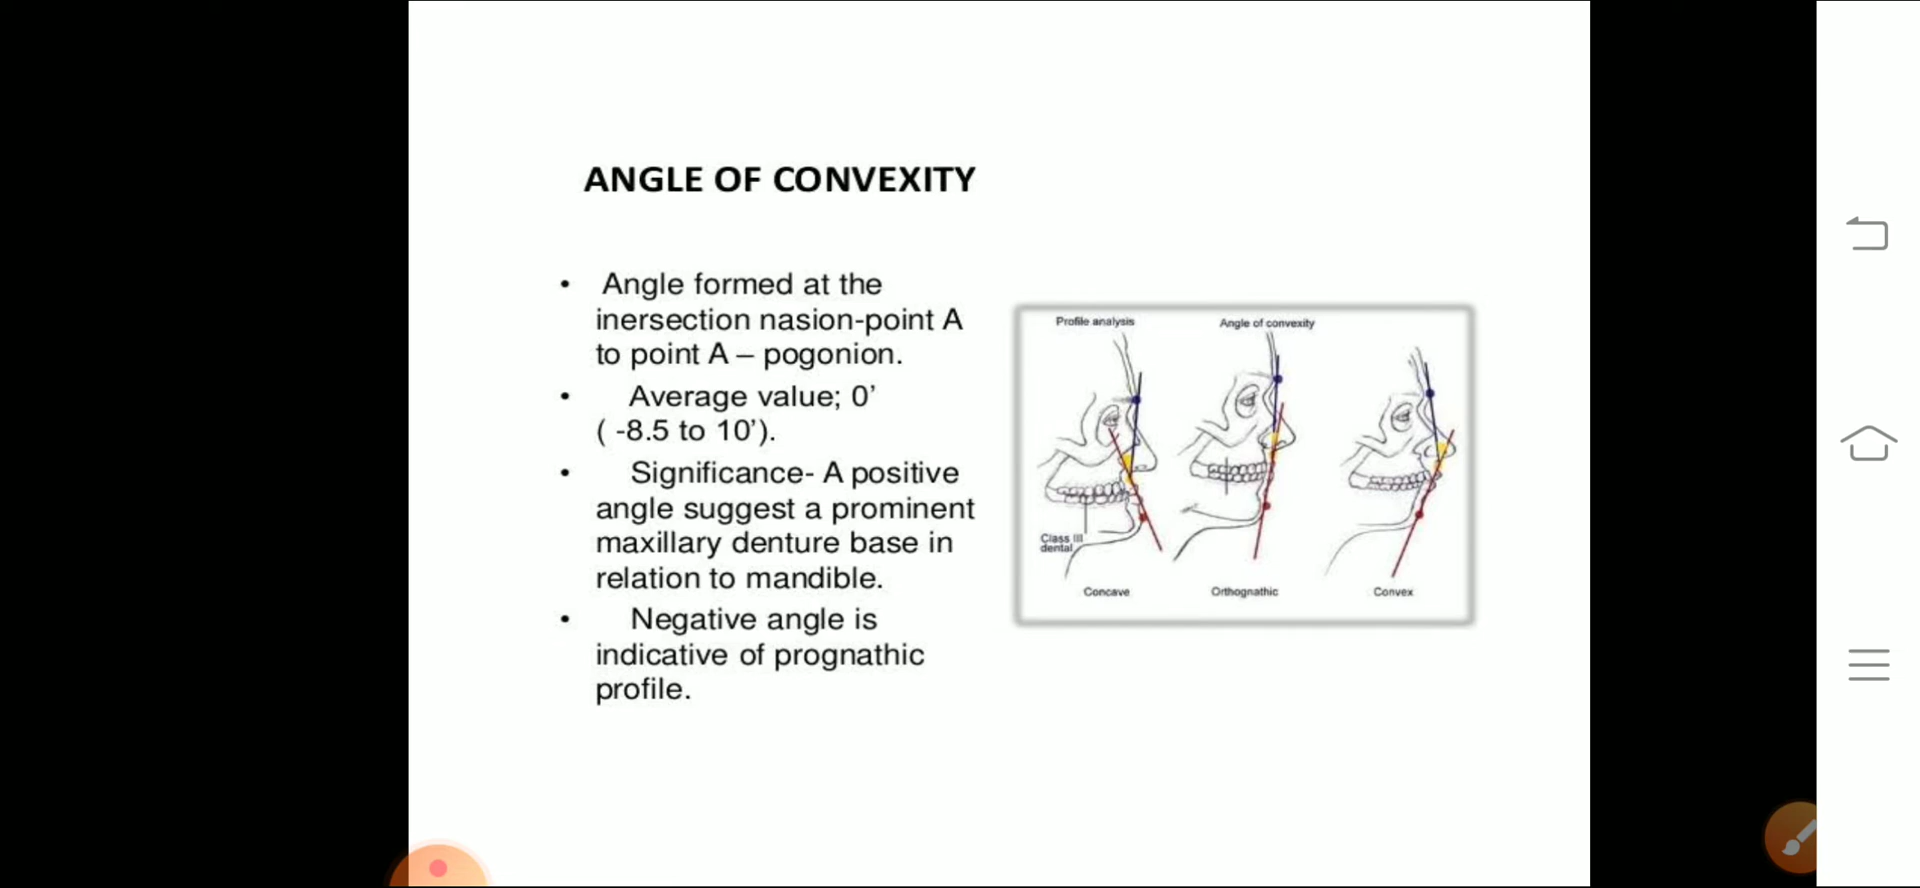 ANGLE OF CONVEXITY
• Angle formed at the
inersection nasion-point A
to point A – pogonion.
• Average value; 0’
( -8.5 to 10’).
• Significance- A positive
angle suggest a prominent
maxillary denture base in
relation to mandible.
• Negative angle is
indicative of prognathic
profile.
Profile analysis
Angle of convexity
Class III
dental
Concave
Orthognathic
Convex